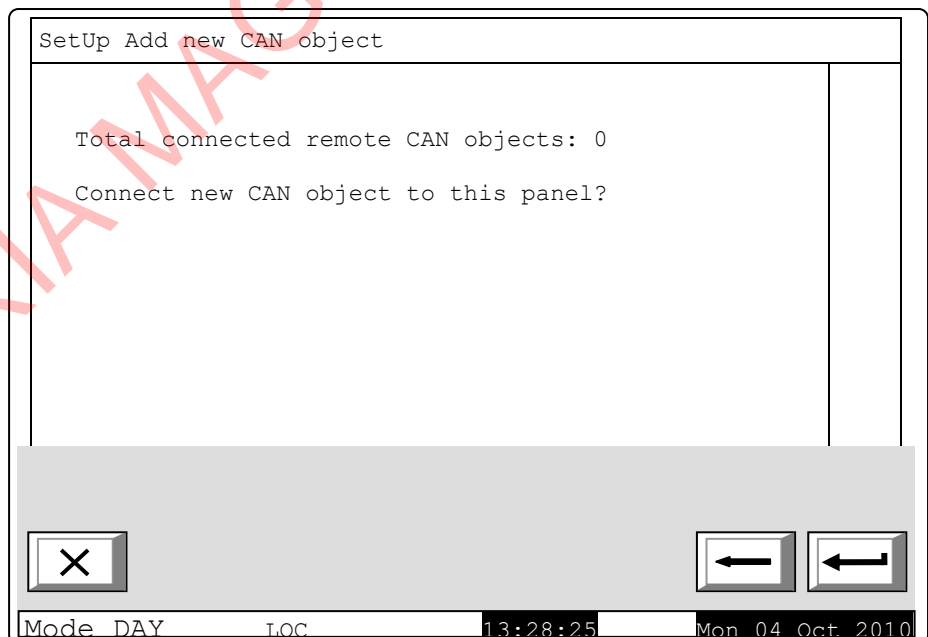 SetUp Add new CAN object
Total connected remote CAN objects: 0
Connect new CAN object to this panel?
Mode DAY LOC 13:28:25 Mon 04 Oct 2010